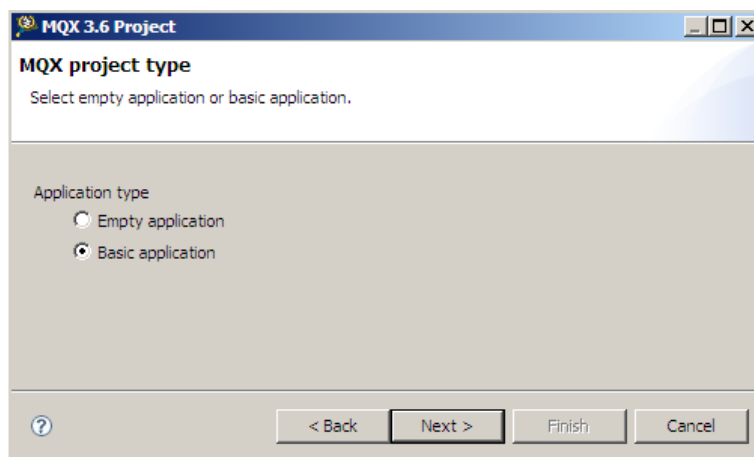 MQX 3.6 Project
MQX project type
Select empty application or basic application.
Application type
Empty application
Basic application
? < Back Next > Finish Cancel